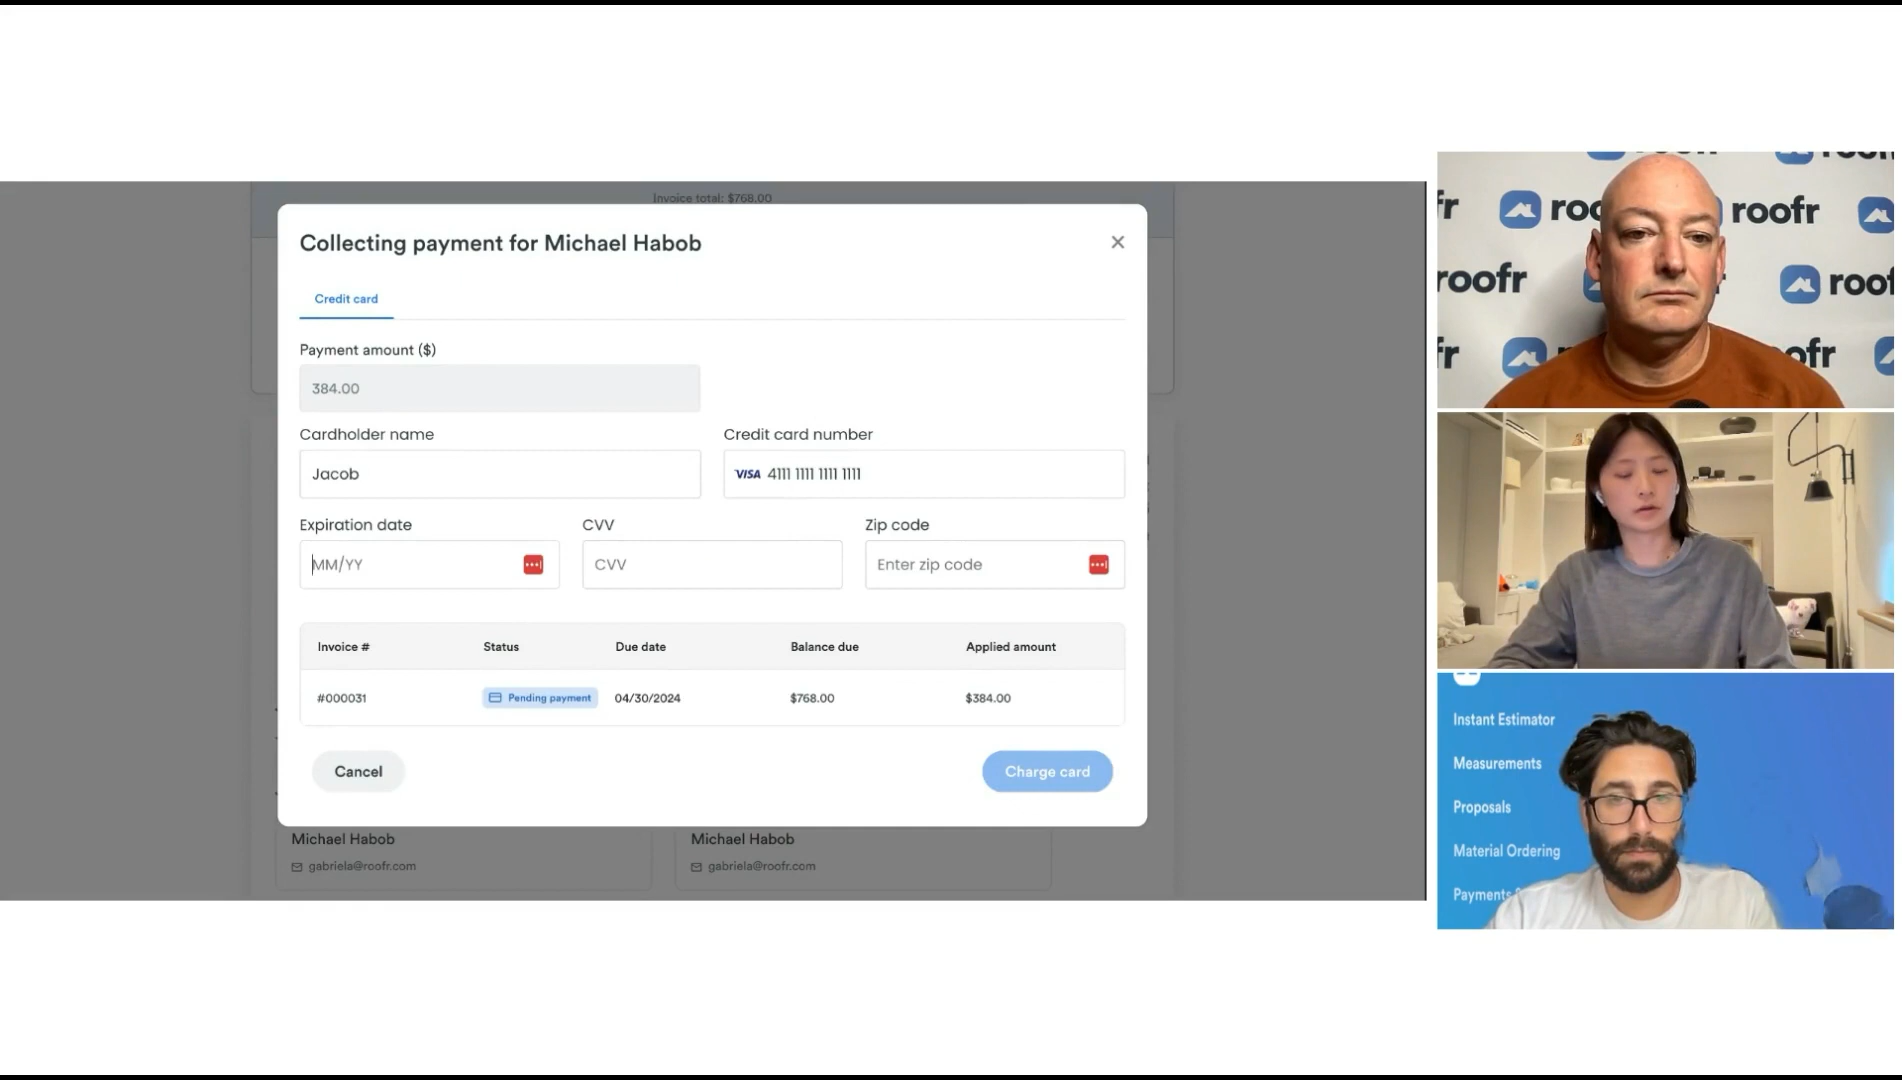 Invoice total: $768.00
Collecting payment for Michael Habob
Credit card
Payment amount ($)
384.00
Cardholder name
Credit card number
Jacob
VISA 4111 1111 1111 1111
Expiration date
CVV
Zip code
MM/YY
CVV
Enter zip code
Invoice #
Status
Due date
Balance due
Applied amount
#000031
Pending payment
04/30/2024
$768.00
$384.00
Cancel
Charge card
Michael Habob
Michael Habob
gabriela@roofr.com
gabriela@roofr.com
roofr
roofr
Instant Estimator
Measurements
Proposals
Material Ordering
Payments